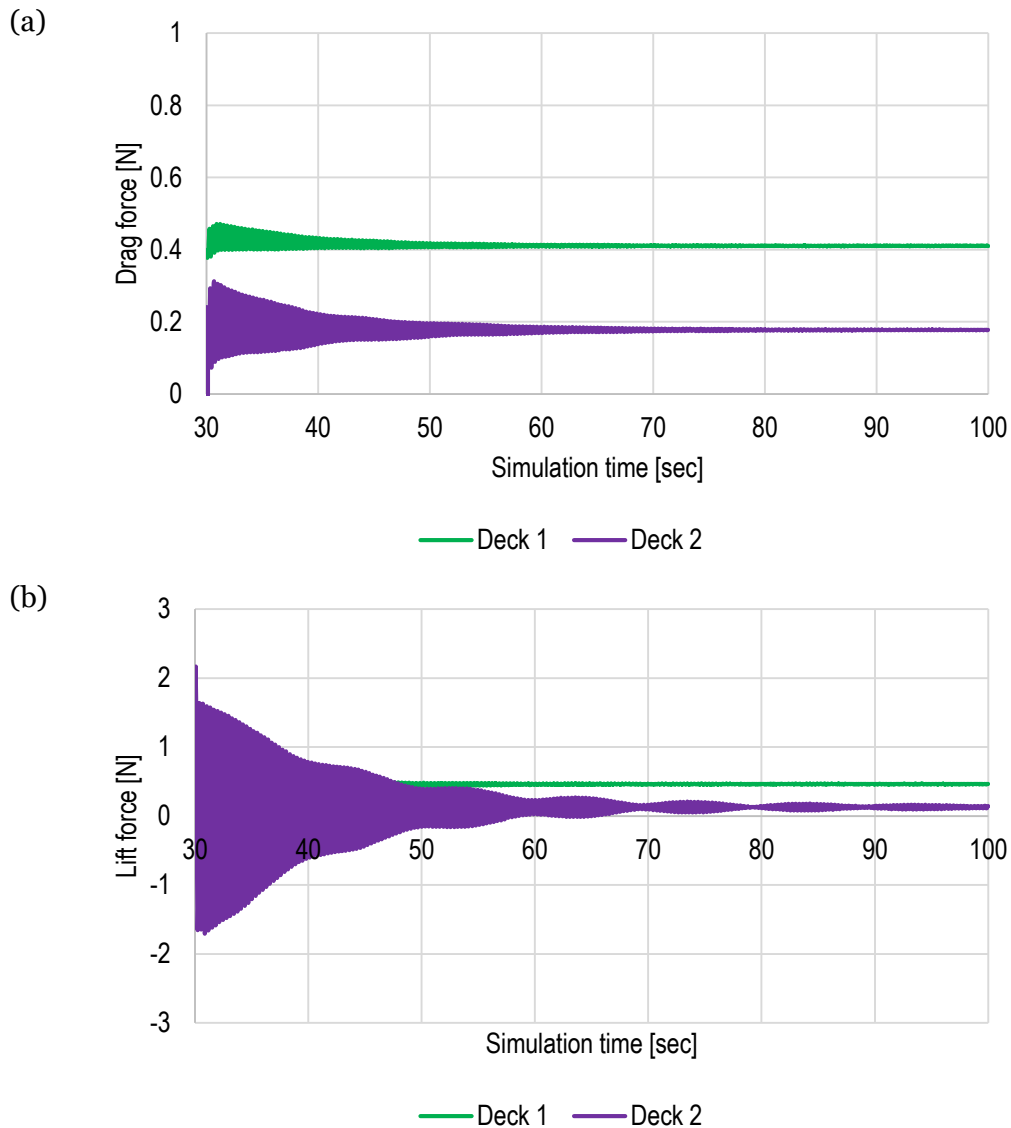 (a)
1
0.8
0.6
0.4
0.2
0
Drag force [N]
30 40 50 60 70 80 90 100
Simulation time [sec]
Deck 1 Deck 2
(b)
3
2
1
0
-1
-2
-3
Lift force [N]
30 40 50 60 70 80 90 100
Simulation time [sec]
Deck 1 Deck 2